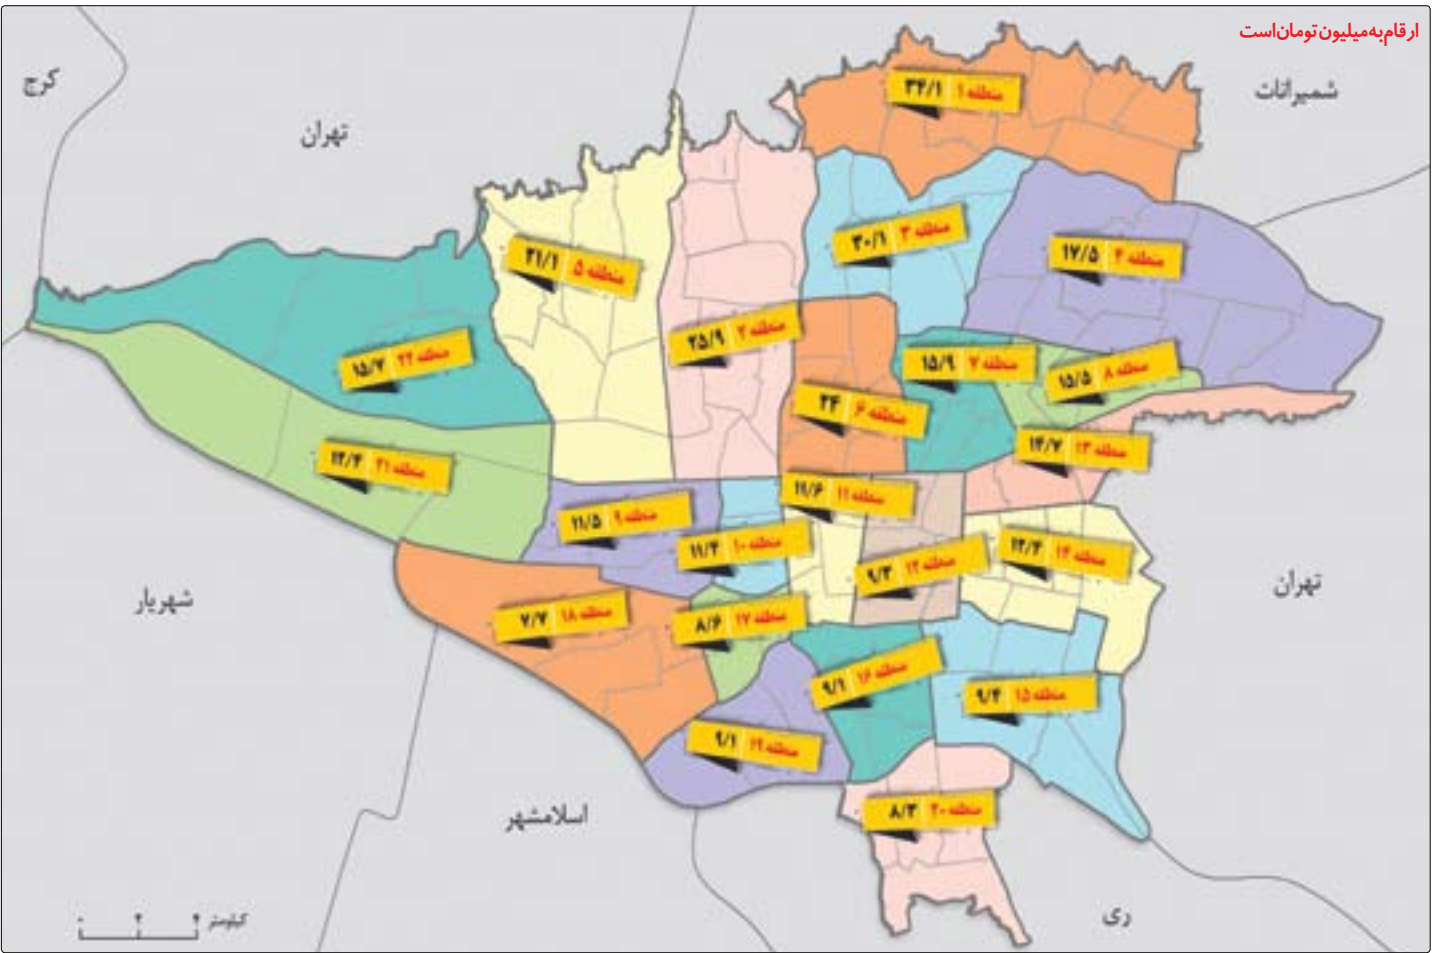 ارقام به میلیون تومان است
شمیرانات
کرج
تهران
منطقه ۱ ۳۴/۱
منطقه ۳ ۳۰/۱
منطقه ۴ ۱۷/۵
منطقه ۵ ۲۱/۱
منطقه ۲ ۲۵/۹
منطقه ۲۲ ۱۵/۷
منطقه ۷ ۱۵/۹
منطقه ۸ ۱۵/۵
منطقه ۶ ۲۴
منطقه ۱۳ ۱۴/۷
منطقه ۲۱ ۱۲/۴
منطقه ۱۱ ۱۱/۶
منطقه ۹ ۱۱/۵
منطقه ۱۰ ۱۱/۴
منطقه ۱۴
منطقه ۱۲
تهران
شهریار
منطقه ۱۸ ۷/۷
منطقه ۱۷ ۸/۶
منطقه ۱۶ ۹/۱
منطقه ۱۵ ۹/۴
منطقه ۱۹ ۹/۱
منطقه ۲۰ ۸/۳
اسلامشهر
ری
۰ ۲ ۴ کیلومتر